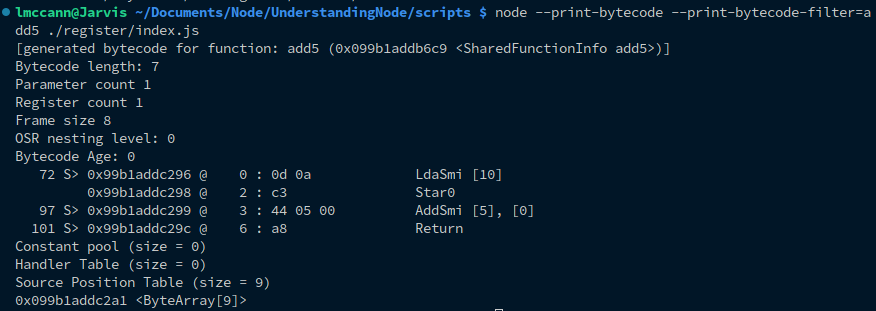 lmccann@Jarvis ~/Documents/Node/UnderstandingNode/scripts $ node --print-bytecode --print-bytecode-filter=a
dd5 ./register/index.js
[generated bytecode for function: add5 (0x099b1addb6c9 <SharedFunctionInfo add5>)]
Bytecode length: 7
Parameter count 1
Register count 1
Frame size 8
OSR nesting level: 0
Bytecode Age: 0
   72 S> 0x99b1addc296 @    0 : 0d 0a             LdaSmi [10]
         0x99b1addc298 @    2 : c3                Star0
   97 S> 0x99b1addc299 @    3 : 44 05 00          AddSmi [5], [0]
  101 S> 0x99b1addc29c @    6 : a8                Return
Constant pool (size = 0)
Handler Table (size = 0)
Source Position Table (size = 9)
0x099b1addc2a1 <ByteArray[9]>